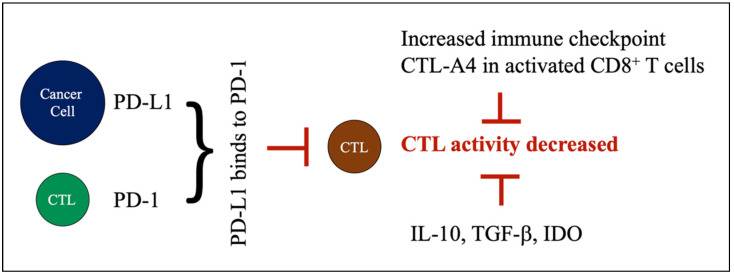 Cancer
Cell
PD-L1
CTL
PD-1
PD-L1 binds to PD-1
CTL
Increased immune checkpoint
CTL-A4 in activated CD8⁺ T cells
CTL activity decreased
IL-10, TGF-β, IDO